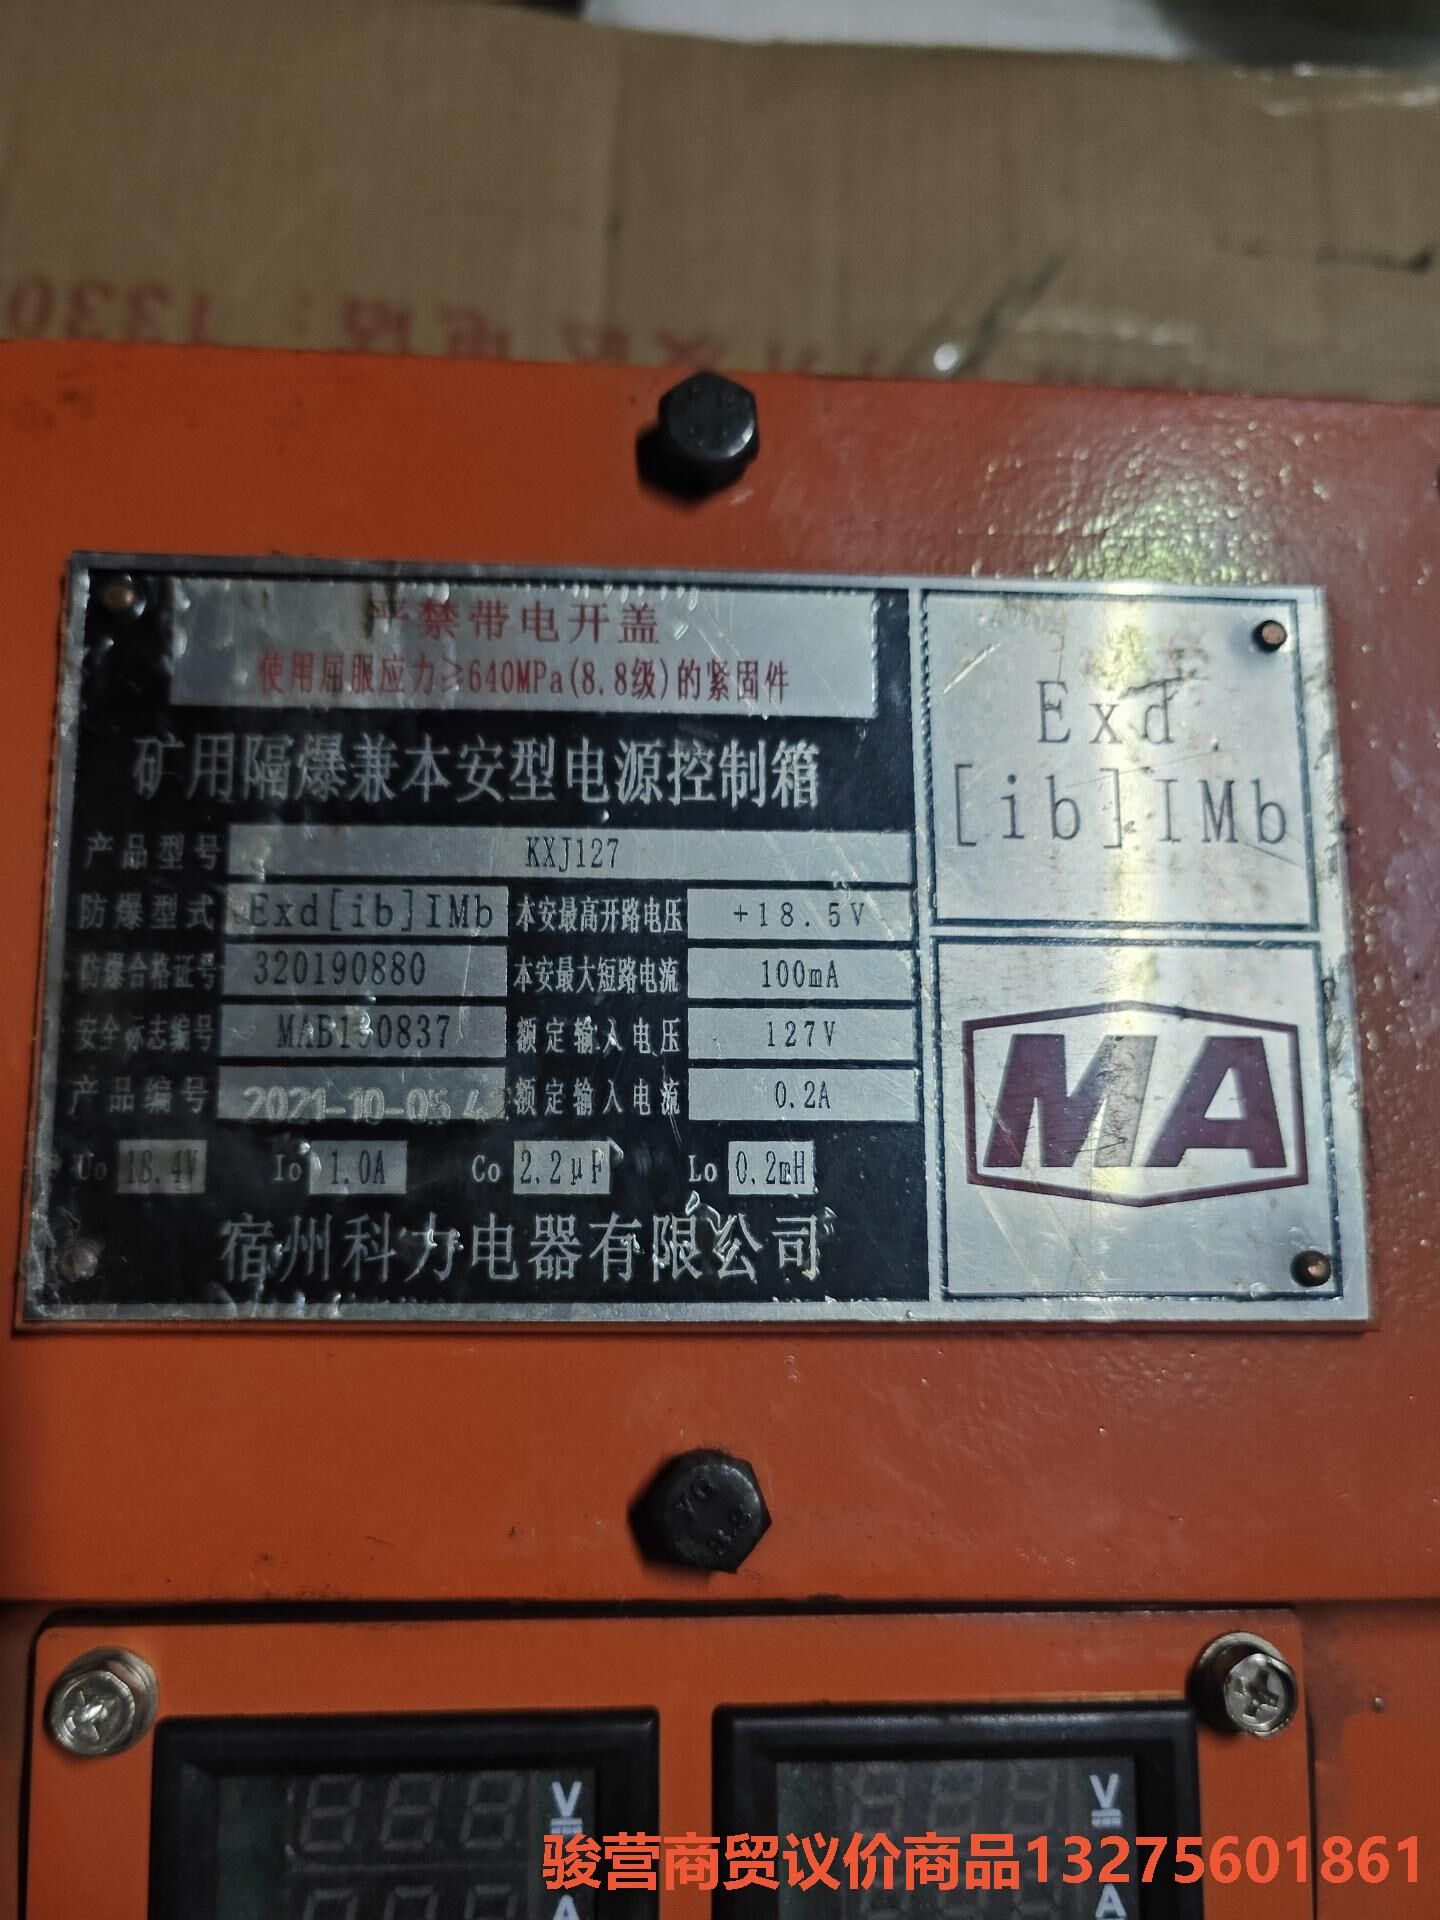 严禁带电开盖
使用屈服应力≥640MPa(8.8级)的紧固件
矿用隔爆兼本安型电源控制箱
产品型号 KXJ127
防爆型式 Exd[ib]IMb 本安最高开路电压 +18.5V
防爆合格证号 320190880 本安最大短路电流 100mA
安全标志编号 MAB190837 额定输入电压 127V
产品编号 2021-10-05 额定输入电流 0.2A
Uo 18.4V Io 1.0A Co 2.2μF Lo 0.2mH
宿州科力电器有限公司
Exd
[ib]IMb
MA
YG
8.8
V
V
A
A
骏营商贸议价商品13275601861